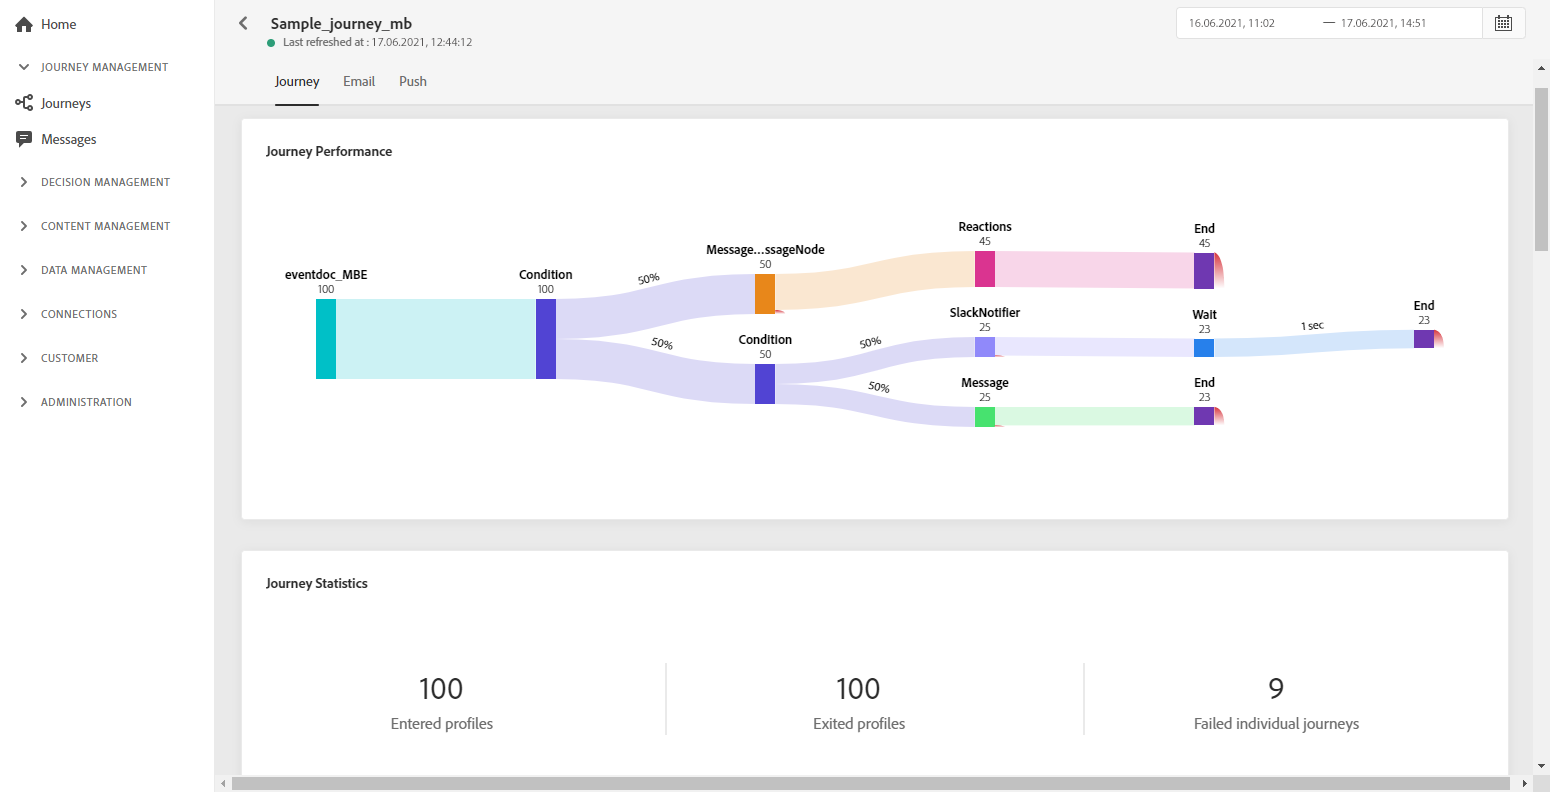 Home
JOURNEY MANAGEMENT
Journeys
Messages
DECISION MANAGEMENT
CONTENT MANAGEMENT
DATA MANAGEMENT
CONNECTIONS
CUSTOMER
ADMINISTRATION
Sample_journey_mb
Last refreshed at : 17.06.2021, 12:44:12
16.06.2021, 11:02 — 17.06.2021, 14:51
Journey Email Push
Journey Performance
eventdoc_MBE
100
Condition
100
50%
50%
Message...ssageNode
50
Condition
50
50%
50%
Reactions
45
SlackNotifier
25
Message
25
End
45
Wait
23
End
23
1 sec
End
23
Journey Statistics
100
Entered profiles
100
Exited profiles
9
Failed individual journeys